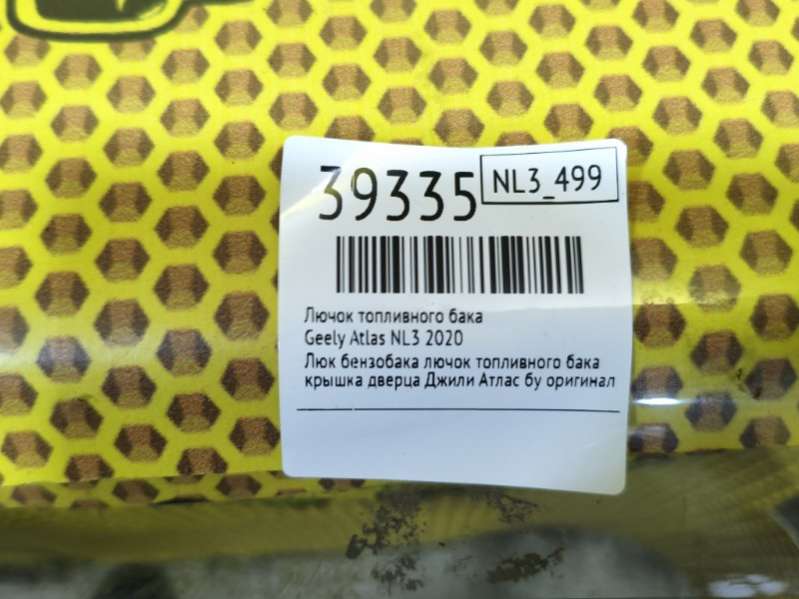 39335
NL3_499
Лючок топливного бака
Geely Atlas NL3 2020
Люк бензобака лючок топливного бака
крышка дверца Джили Атлас бу оригинал